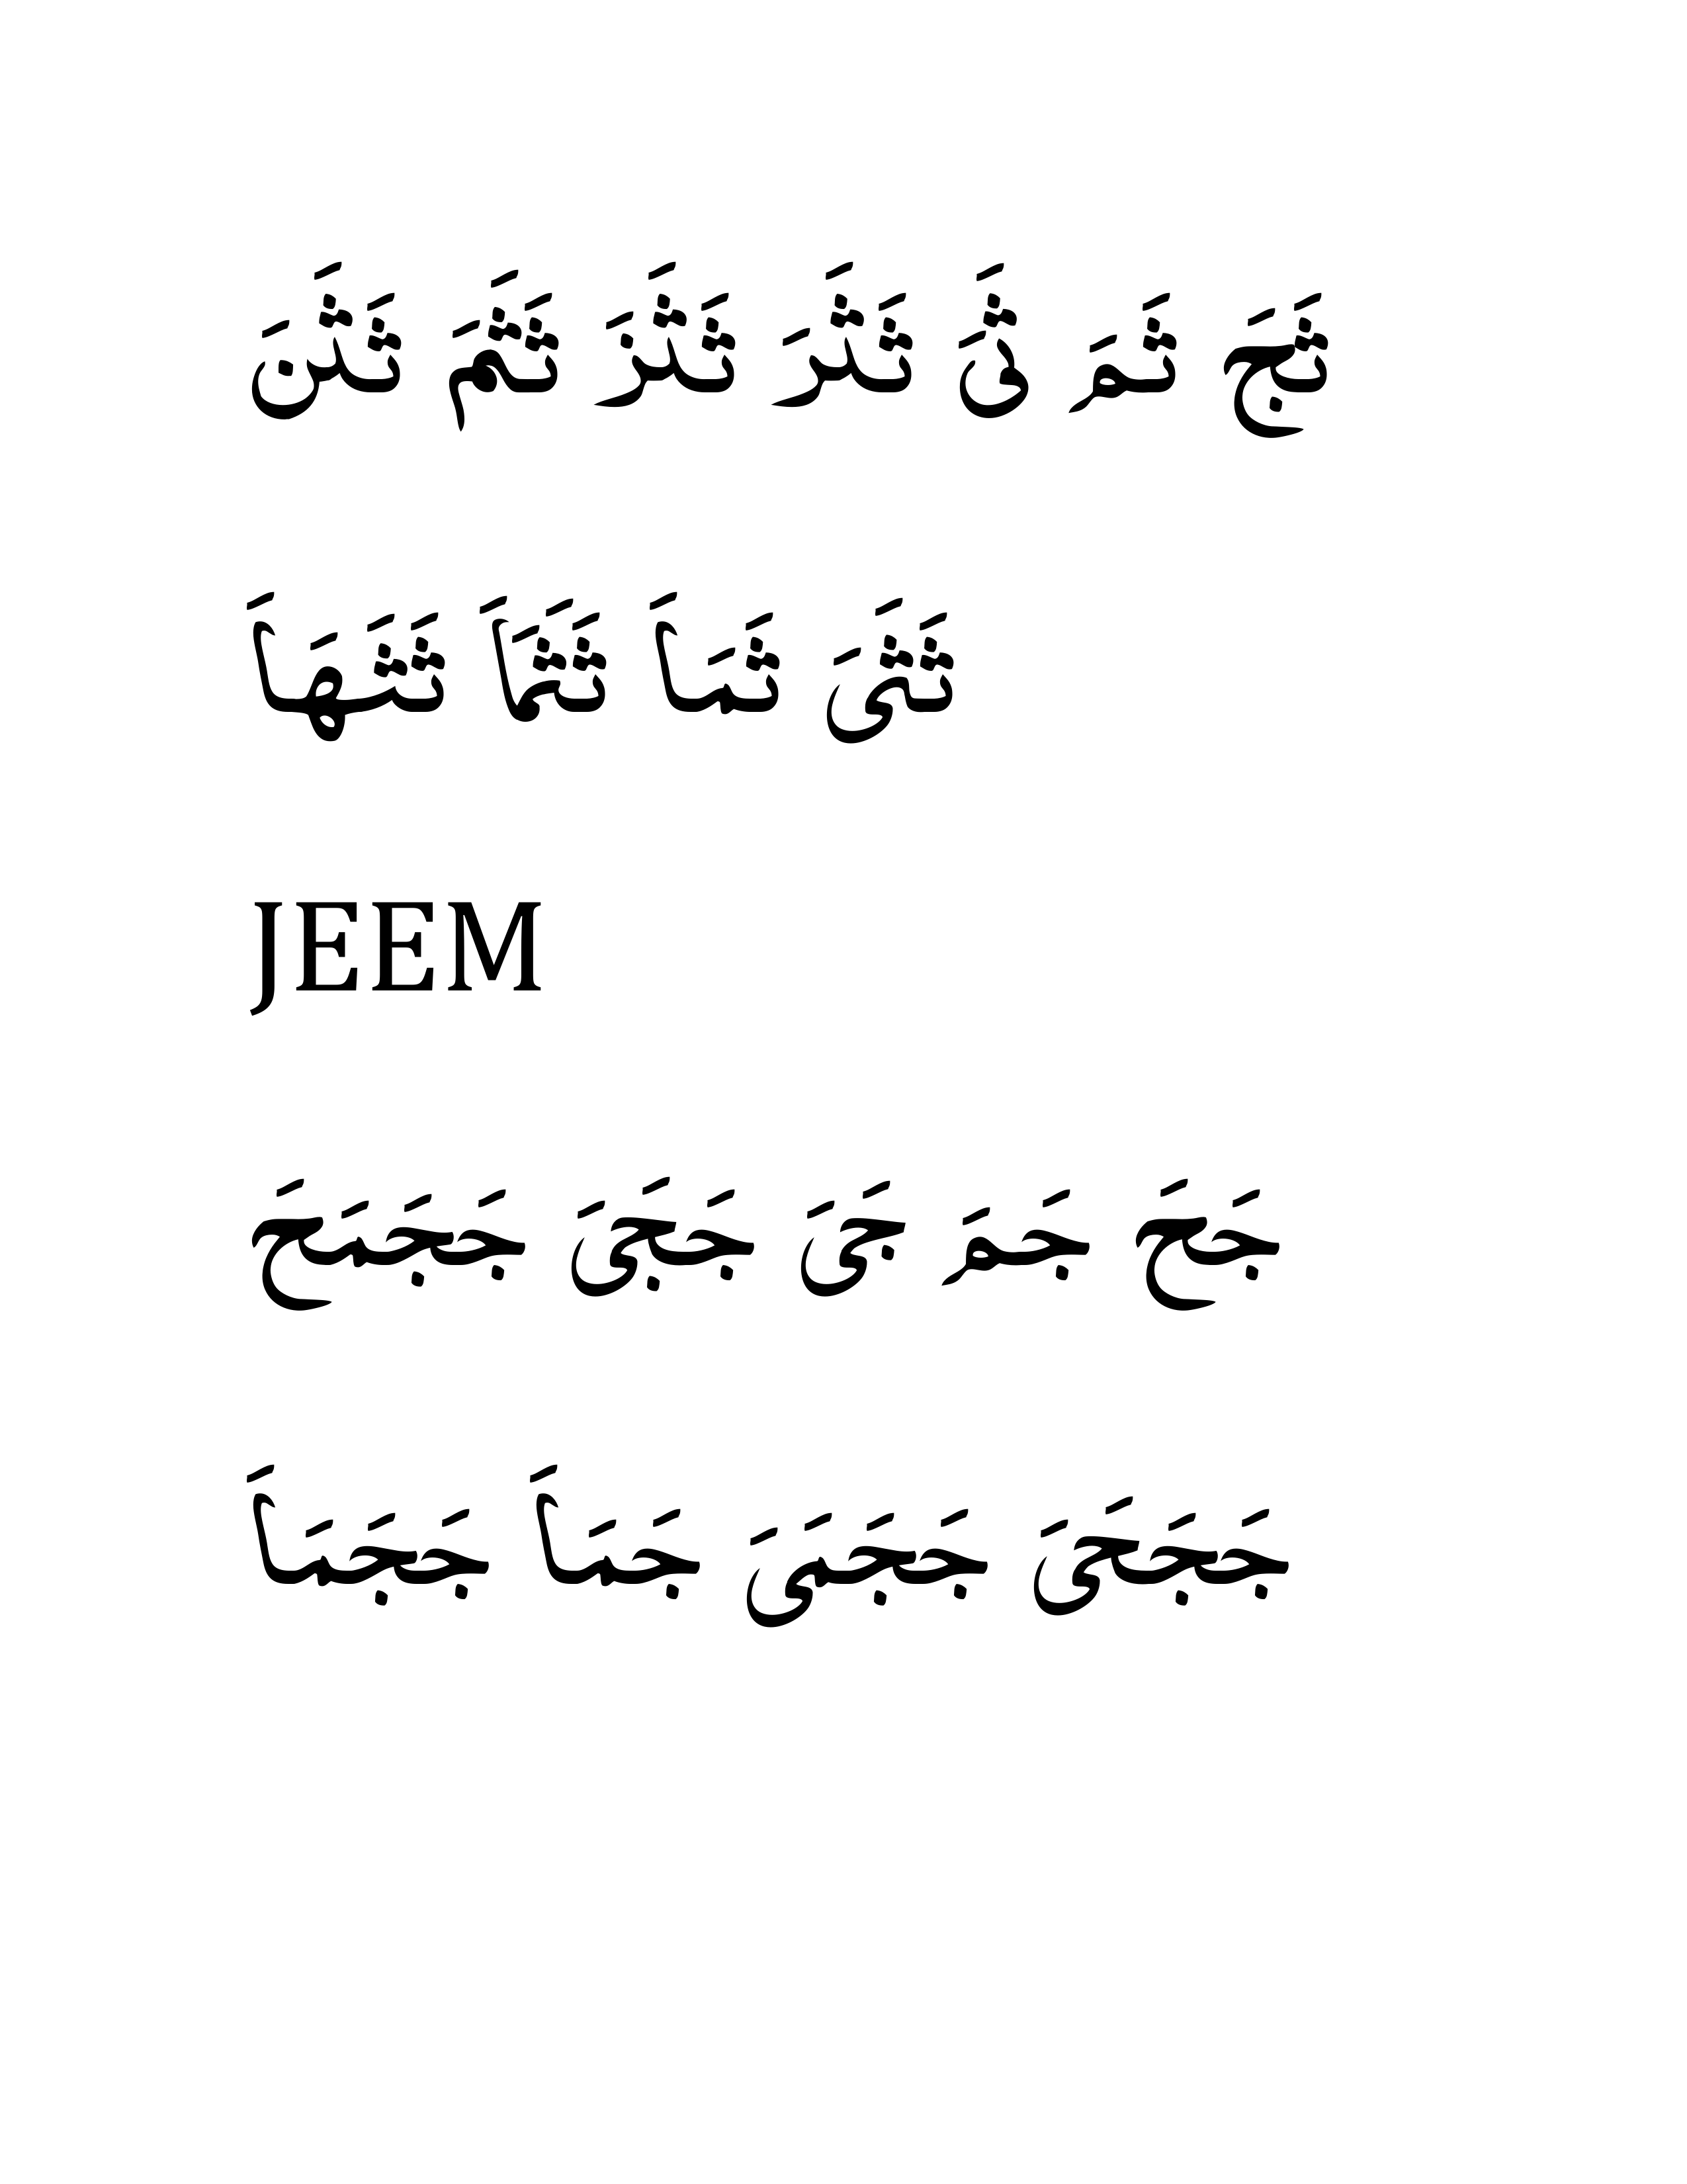 ثَجَ ثَمَ ثَىَ ثَثَرَ ثَثَزَ ثَثَمَ ثَثَنَ
ثَثَىَ ثَمَاَ ثَثَمَاَ ثَثَهَاَ
JEEM
جَحَ جَمَ جَىَ جَجَىَ جَجَمَحَ
جَجَحَىَ جَجَمَىَ جَمَاَ جَجَمَاَ